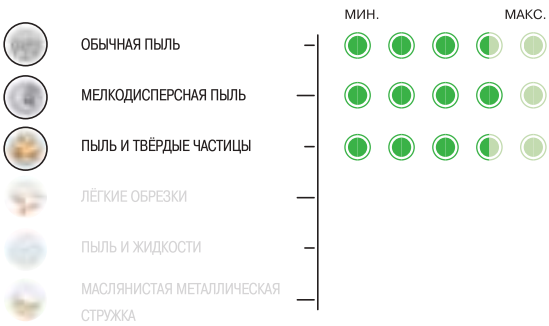 МИН. МАКС.
ОБЫЧНАЯ ПЫЛЬ
МЕЛКОДИСПЕРСНАЯ ПЫЛЬ
ПЫЛЬ И ТВЁРДЫЕ ЧАСТИЦЫ
ЛЁГКИЕ ОБРЕЗКИ
ПЫЛЬ И ЖИДКОСТИ
МАСЛЯНИСТАЯ МЕТАЛЛИЧЕСКАЯ
СТРУЖКА